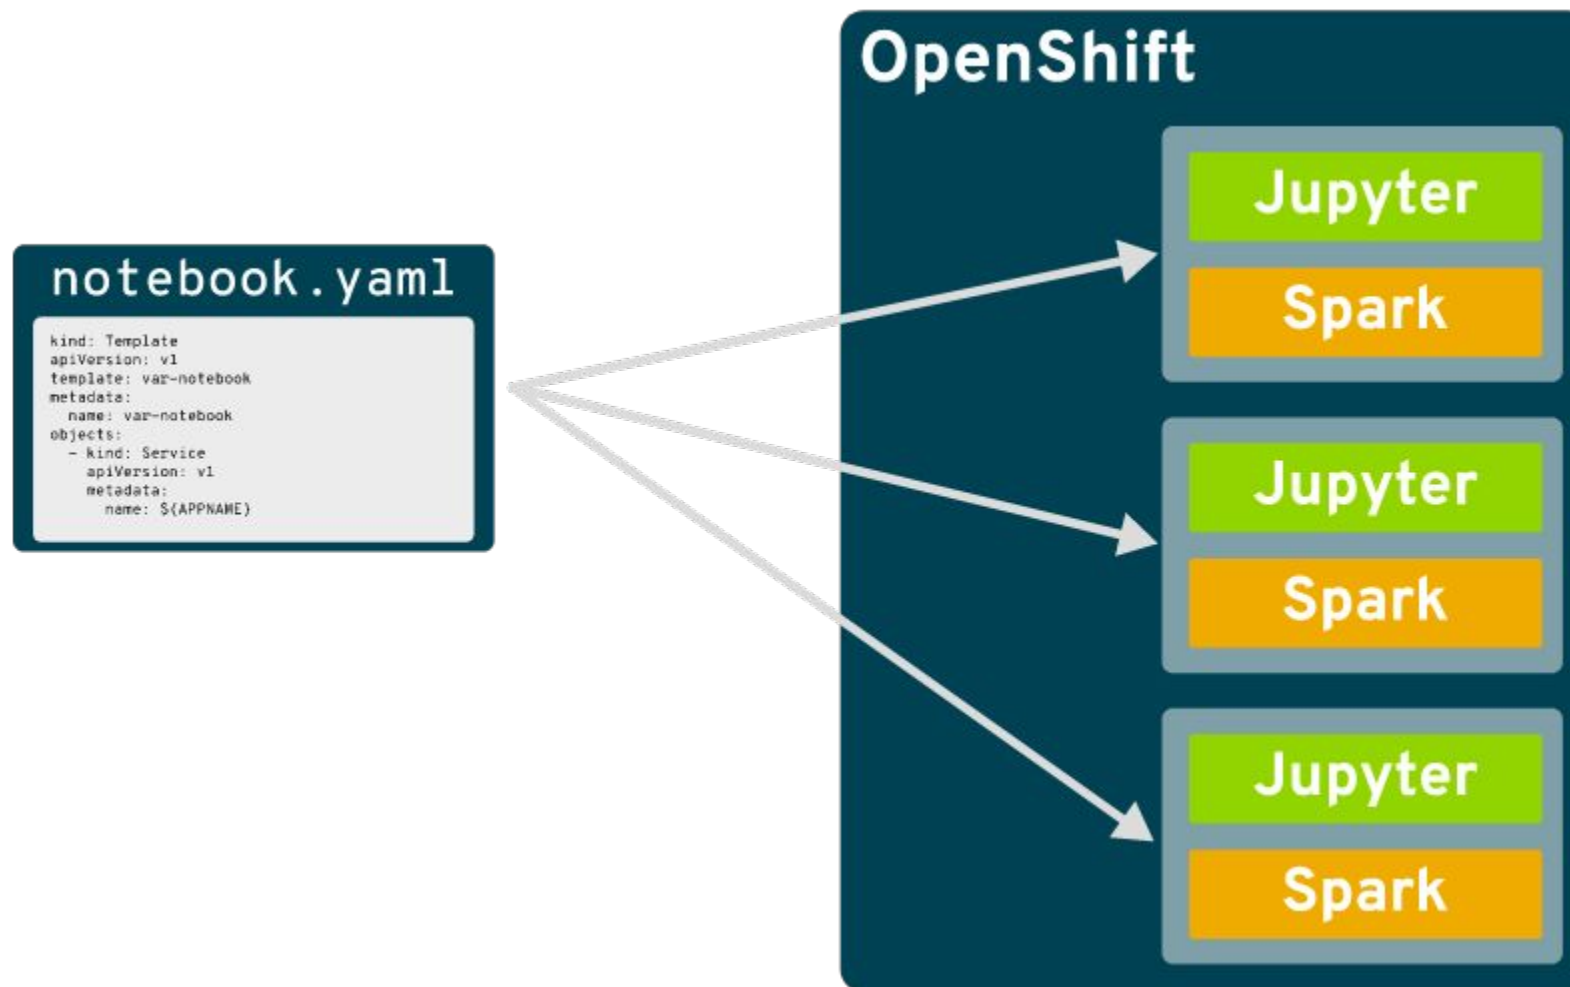 OpenShift
notebook.yaml
kind: Template
apiVersion: v1
template: var-notebook
metadata:
  name: var-notebook
objects:
  - kind: Service
    apiVersion: v1
    metadata:
      name: ${APPNAME}
Jupyter
Spark
Jupyter
Spark
Jupyter
Spark